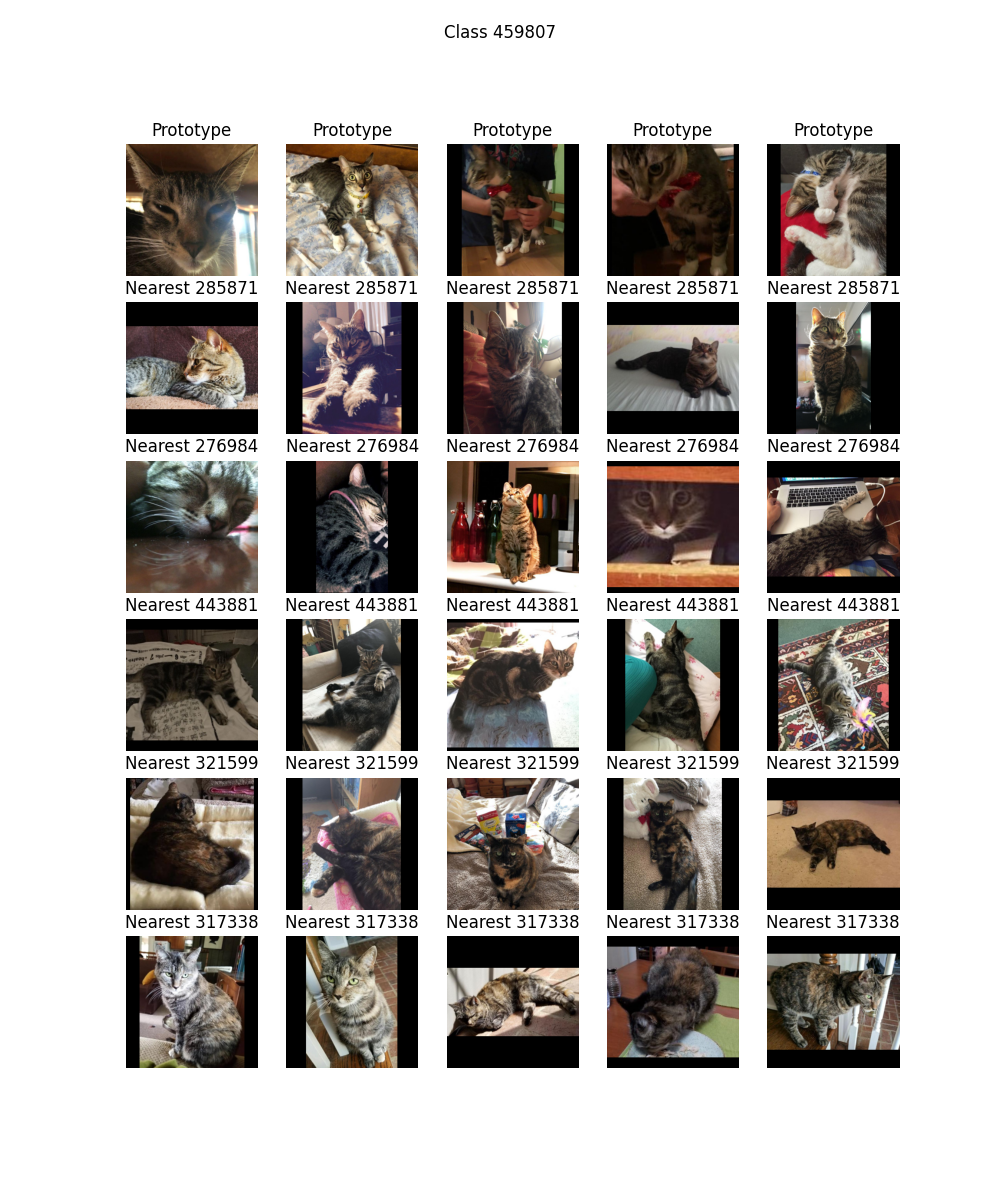 Class 459807
Prototype Prototype Prototype Prototype Prototype
Nearest 285871 Nearest 285871 Nearest 285871 Nearest 285871 Nearest 285871
Nearest 276984 Nearest 276984 Nearest 276984 Nearest 276984 Nearest 276984
Nearest 443881 Nearest 443881 Nearest 443881 Nearest 443881 Nearest 443881
Nearest 321599 Nearest 321599 Nearest 321599 Nearest 321599 Nearest 321599
Nearest 317338 Nearest 317338 Nearest 317338 Nearest 317338 Nearest 317338